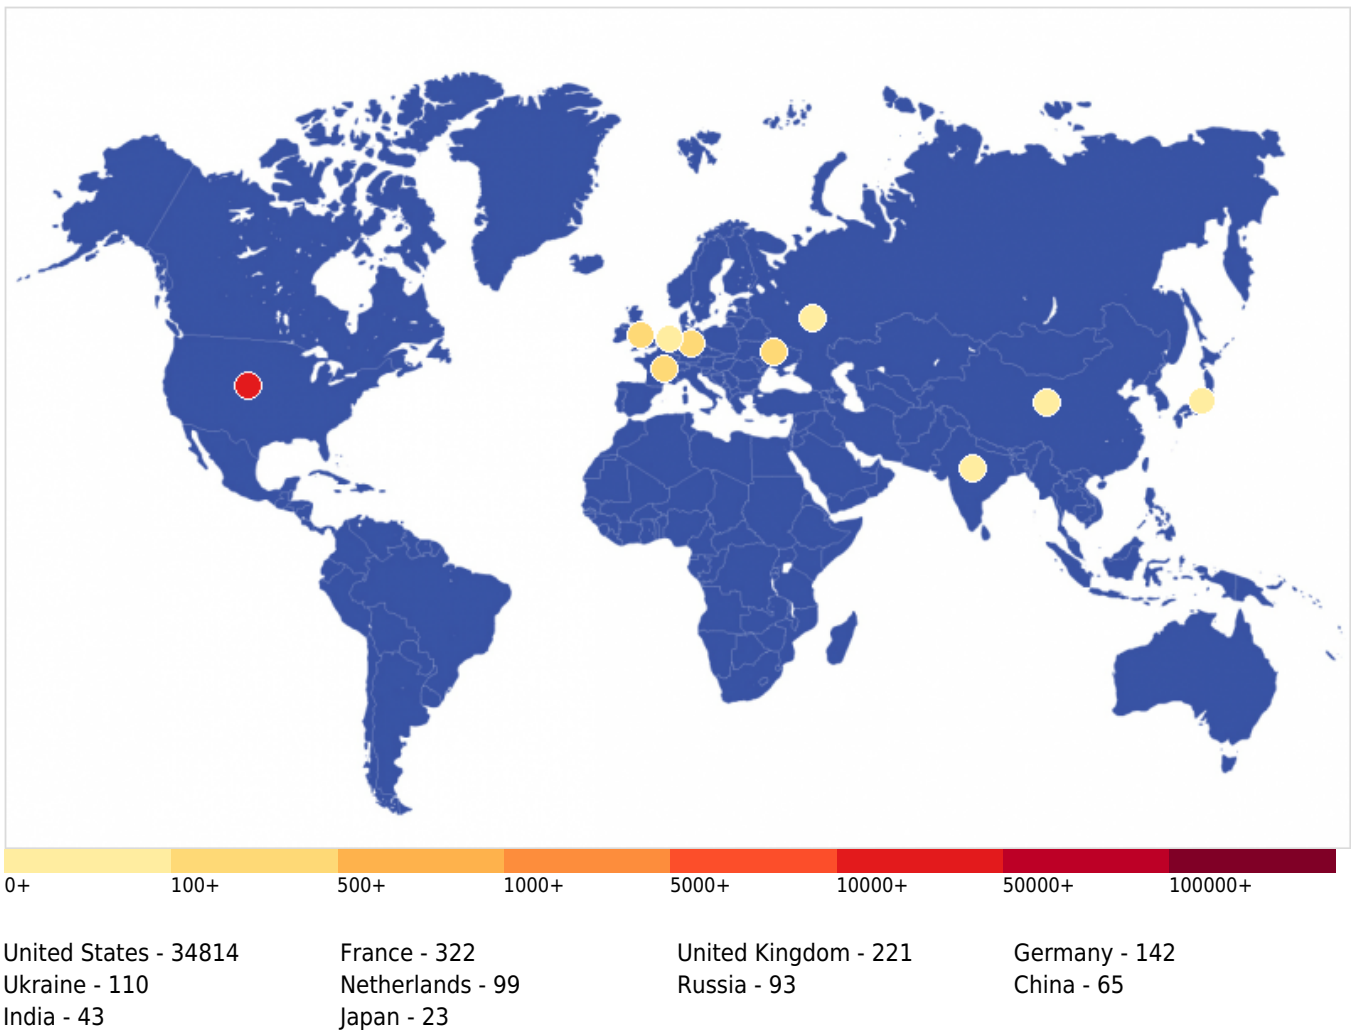 0+ 100+ 500+ 1000+ 5000+ 10000+ 50000+ 100000+
United States - 34814 France - 322 United Kingdom - 221 Germany - 142
Ukraine - 110 Netherlands - 99 Russia - 93 China - 65
India - 43 Japan - 23